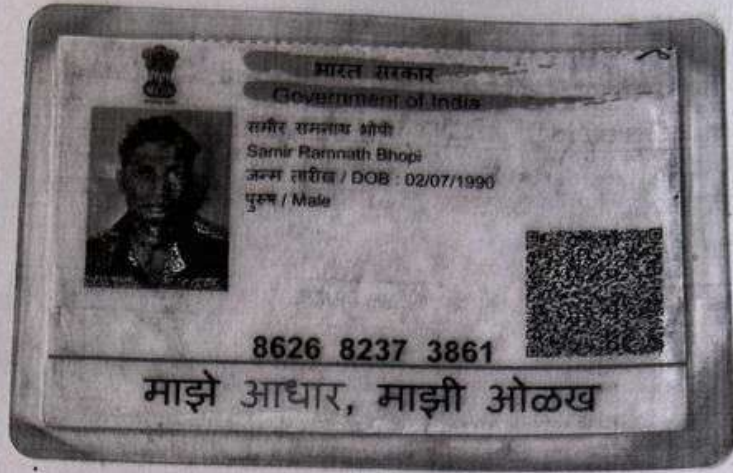 भारत सरकार
Government of India
समीर रामनाथ भोपी
Samir Ramnath Bhopi
जन्म तारीख / DOB : 02/07/1990
पुरुष / Male
8626 8237 3861
माझे आधार, माझी ओळख